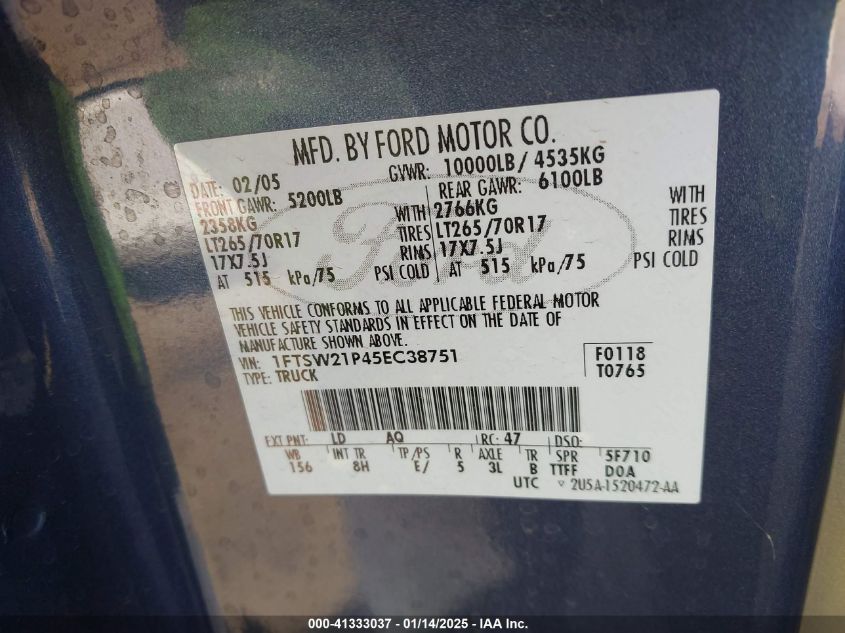 MFD. BY FORD MOTOR CO.
DATE: 02/05 GVWR: 10000LB/ 4535KG
FRONT GAWR: 5200LB REAR GAWR: 6100LB
2358KG WITH 2766KG WITH
LT265/70R17 TIRES LT265/70R17 TIRES
17X7.5J RIMS 17X7.5J RIMS
AT 515 kPa/75 PSI COLD AT 515 kPa/75 PSI COLD
Ford
THIS VEHICLE CONFORMS TO ALL APPLICABLE FEDERAL MOTOR
VEHICLE SAFETY STANDARDS IN EFFECT ON THE DATE OF
MANUFACTURE SHOWN ABOVE.
VIN: 1FTSW21P45EC38751 F0118
TYPE: TRUCK T0765
EXT PNT: LD AQ RC: 47 DSO:
WB INT TR TP/PS R AXLE TR SPR 5F710
156 8H E/ 5 3L B TTFF DOA
UTC 2U5A-1520472-AA
000-41333037 - 01/14/2025 - IAA Inc.